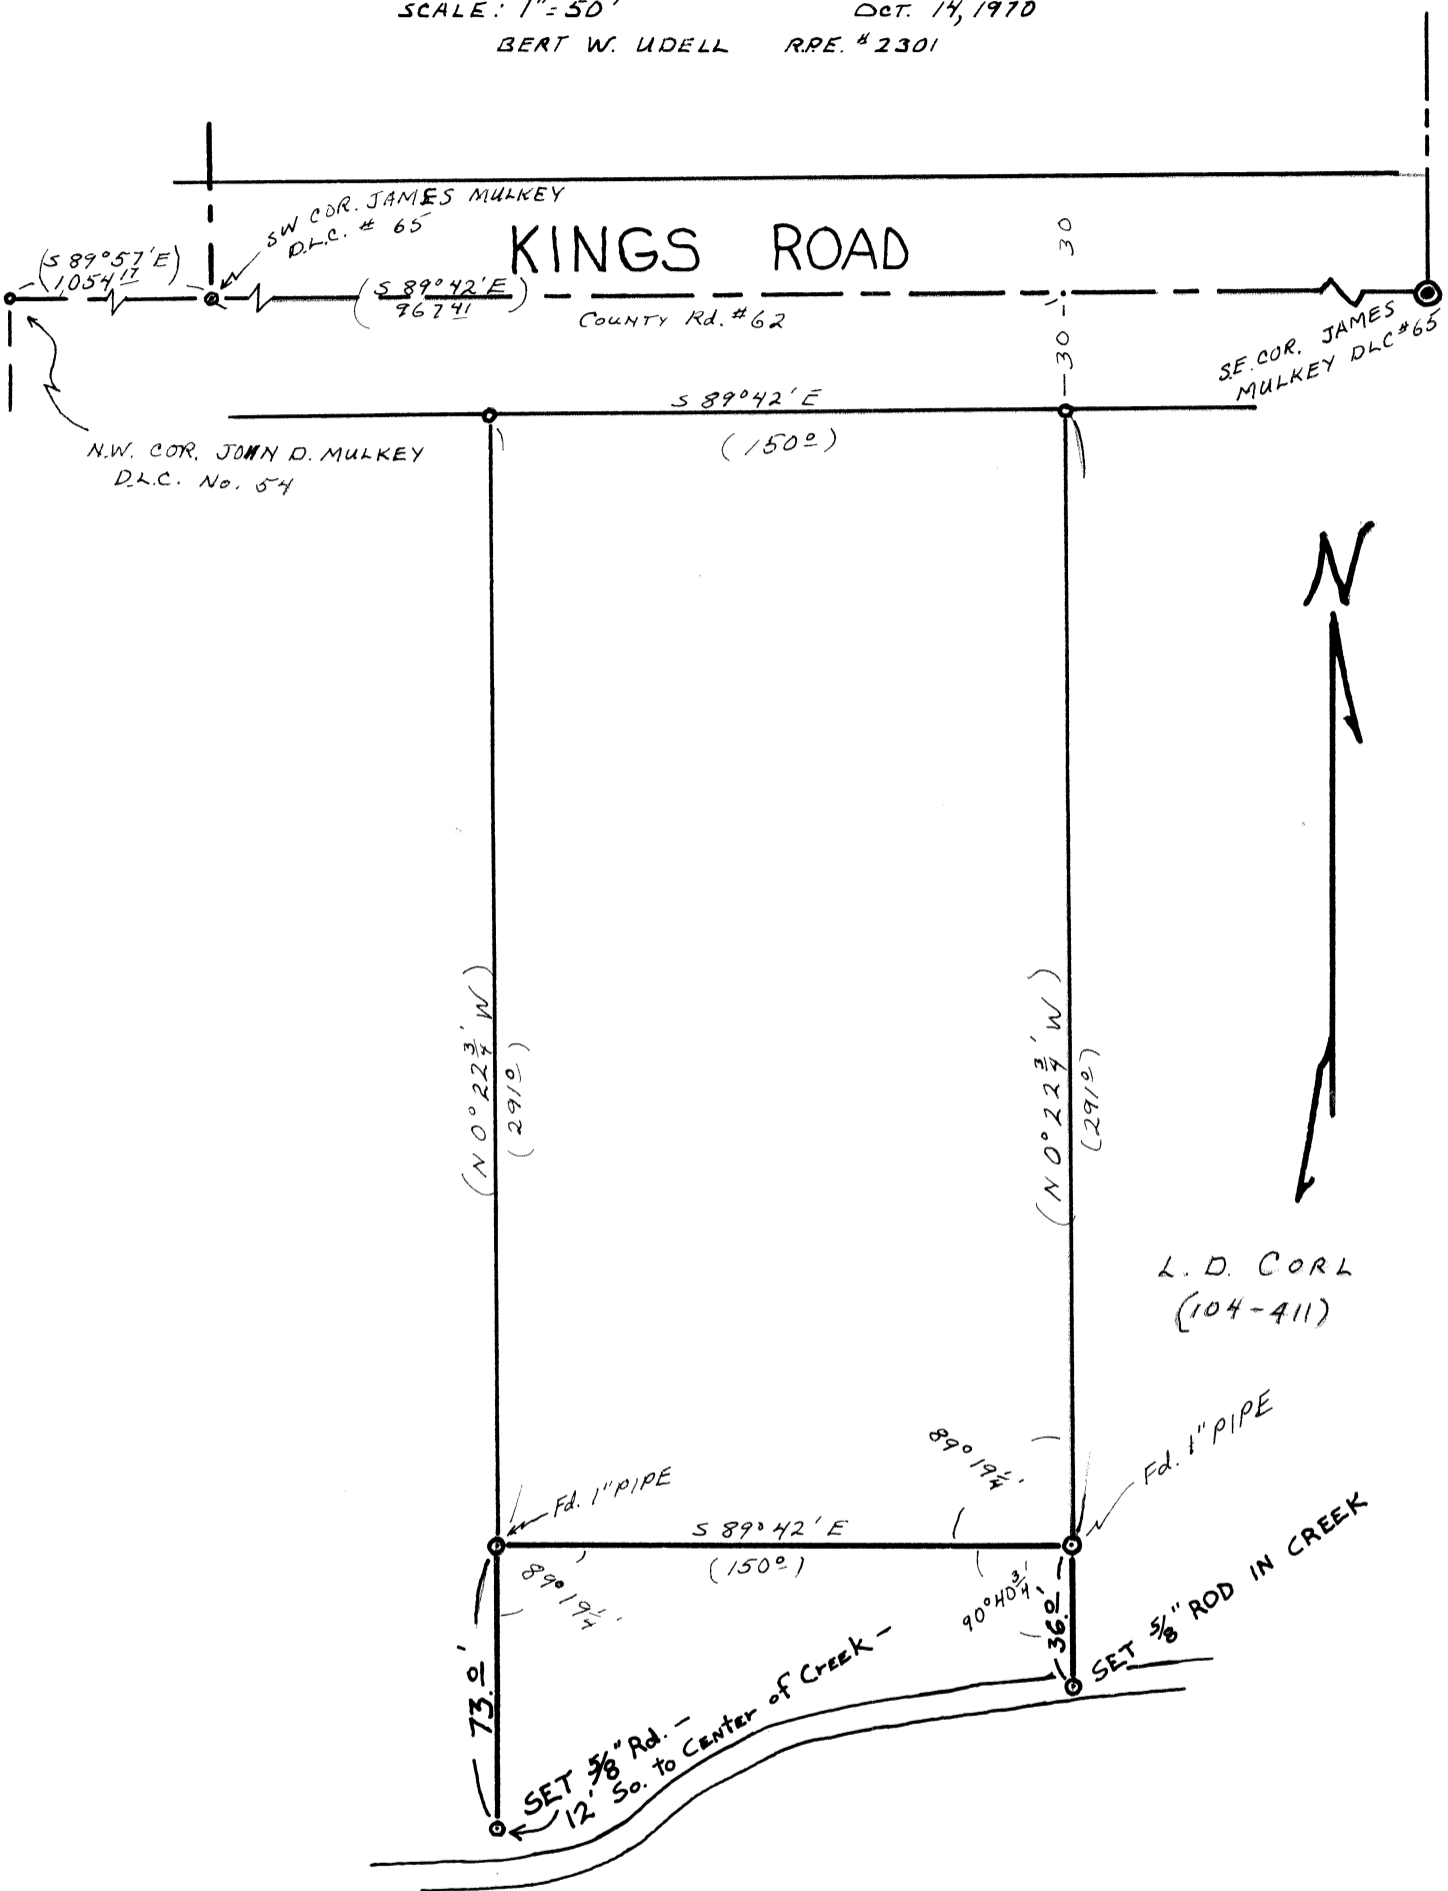 SCALE: 1"=50' OCT. 14, 1970
BERT W. UDELL R.P.E. #2301
SW COR. JAMES MULKEY
D.L.C. # 65
KINGS ROAD
30
(S 89°57'E)
1054 17
(S 89°42'E)
967 41
COUNTY Rd. #62
30
S.E. COR. JAMES
MULKEY DLC #65
S 89°42'E
(150 0)
N.W. COR. JOHN D. MULKEY
D.L.C. No. 54
N
(N 0° 22 3/4' W)
(291 0)
(N 0° 22 3/4' W)
(291 0)
L. D. CORL
(104-411)
89° 19 1/4'
Fd. 1" PIPE
Fd. 1" PIPE
S 89°42'E
(150 0)
89° 19 1/4'
90° 40 3/4'
36.0'
73.0'
SET 5/8" ROD IN CREEK
SET 5/8" Rd. -
12' So. to CENTER of CREEK -